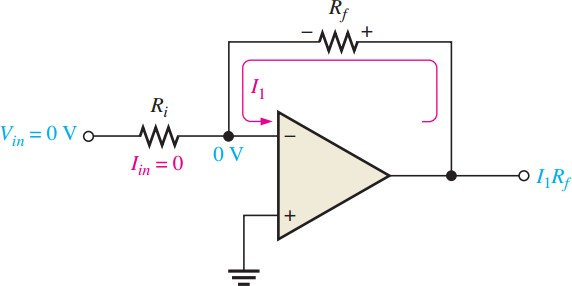 R_f
− +
I_1
R_i
V_in = 0 V
I_in = 0
0 V
−
+
I_1R_f